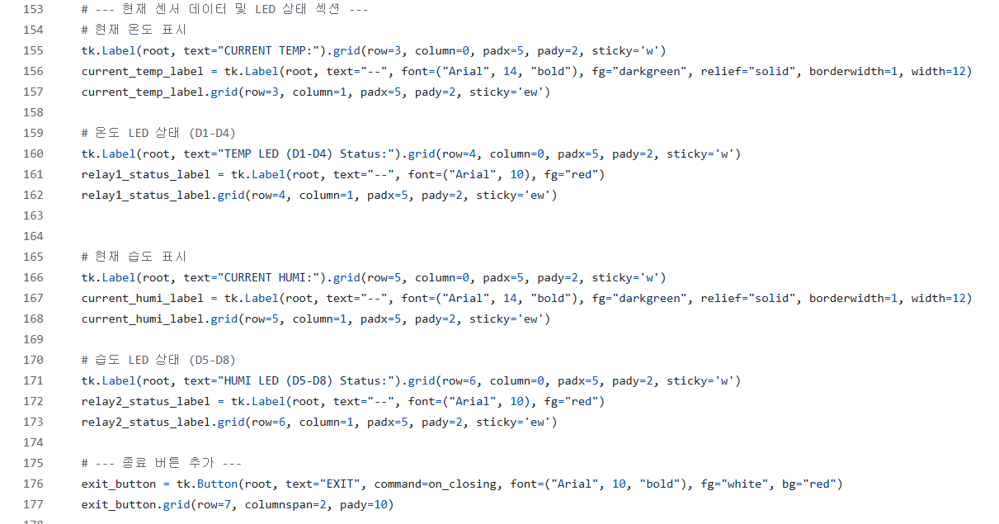 153 # --- 현재 센서 데이터 및 LED 상태 섹션 ---
154 # 현재 온도 표시
155 tk.Label(root, text="CURRENT TEMP:").grid(row=3, column=0, padx=5, pady=2, sticky='w')
156 current_temp_label = tk.Label(root, text="--", font=("Arial", 14, "bold"), fg="darkgreen", relief="solid", borderwidth=1, width=12)
157 current_temp_label.grid(row=3, column=1, padx=5, pady=2, sticky='ew')
158
159 # 온도 LED 상태 (D1-D4)
160 tk.Label(root, text="TEMP LED (D1-D4) Status:").grid(row=4, column=0, padx=5, pady=2, sticky='w')
161 relay1_status_label = tk.Label(root, text="--", font=("Arial", 10), fg="red")
162 relay1_status_label.grid(row=4, column=1, padx=5, pady=2, sticky='ew')
163
164
165 # 현재 습도 표시
166 tk.Label(root, text="CURRENT HUMI:").grid(row=5, column=0, padx=5, pady=2, sticky='w')
167 current_humi_label = tk.Label(root, text="--", font=("Arial", 14, "bold"), fg="darkgreen", relief="solid", borderwidth=1, width=12)
168 current_humi_label.grid(row=5, column=1, padx=5, pady=2, sticky='ew')
169
170 # 습도 LED 상태 (D5-D8)
171 tk.Label(root, text="HUMI LED (D5-D8) Status:").grid(row=6, column=0, padx=5, pady=2, sticky='w')
172 relay2_status_label = tk.Label(root, text="--", font=("Arial", 10), fg="red")
173 relay2_status_label.grid(row=6, column=1, padx=5, pady=2, sticky='ew')
174
175 # --- 종료 버튼 추가 ---
176 exit_button = tk.Button(root, text="EXIT", command=on_closing, font=("Arial", 10, "bold"), fg="white", bg="red")
177 exit_button.grid(row=7, columnspan=2, pady=10)